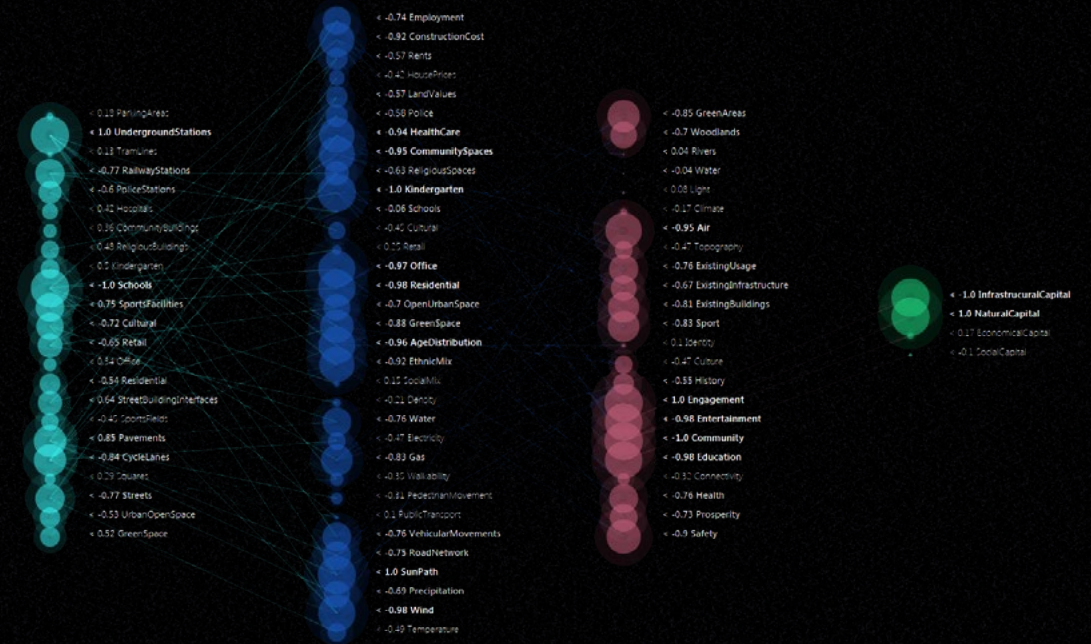 < 0.18 ParkingAreas
< 1.0 UndergroundStations
< 0.13 TramLines
< -0.77 RailwayStations
< -0.6 PoliceStations
< 0.42 Hospitals
< 0.36 CommunityBuildings
< 0.48 ReligiousBuildings
< 0.5 Kindergarten
< -1.0 Schools
< 0.75 SportsFacilities
< -0.72 Cultural
< -0.65 Retail
< 0.34 Office
< -0.54 Residential
< 0.64 StreetBuildingInterfaces
< -0.45 SportsFields
< 0.85 Pavements
< -0.84 CycleLanes
< 0.29 Squares
< -0.77 Streets
< -0.53 UrbanOpenSpace
< 0.52 GreenSpace
< -0.74 Employment
< -0.92 ConstructionCost
< -0.57 Rents
< -0.42 HousePrices
< -0.57 LandValues
< -0.58 Police
< -0.94 HealthCare
< -0.95 CommunitySpaces
< -0.63 ReligiousSpaces
< -1.0 Kindergarten
< -0.06 Schools
< -0.45 Cultural
< 0.25 Retail
< -0.97 Office
< -0.98 Residential
< -0.7 OpenUrbanSpace
< -0.88 GreenSpace
< -0.96 AgeDistribution
< -0.92 EthnicMix
< 0.15 SocialMix
< -0.21 Density
< -0.76 Water
< -0.47 Electricity
< -0.83 Gas
< -0.35 Walkability
< -0.31 PedestrianMovement
< 0.1 PublicTransport
< -0.76 VehicularMovements
< -0.75 RoadNetwork
< 1.0 SunPath
< -0.69 Precipitation
< -0.98 Wind
< -0.49 Temperature
< -0.85 GreenAreas
< -0.7 Woodlands
< 0.04 Rivers
< -0.04 Water
< 0.08 Light
< -0.17 Climate
< -0.95 Air
< -0.47 Topography
< -0.76 ExistingUsage
< -0.67 ExistingInfrastructure
< -0.81 ExistingBuildings
< -0.83 Sport
< 0.1 Identity
< -0.47 Culture
< -0.55 History
< 1.0 Engagement
< -0.98 Entertainment
< -1.0 Community
< -0.98 Education
< -0.32 Connectivity
< -0.76 Health
< -0.73 Prosperity
< -0.9 Safety
< -1.0 InfrastrucuralCapital
< 1.0 NaturalCapital
< 0.17 EconomicalCapital
< -0.1 SocialCapital